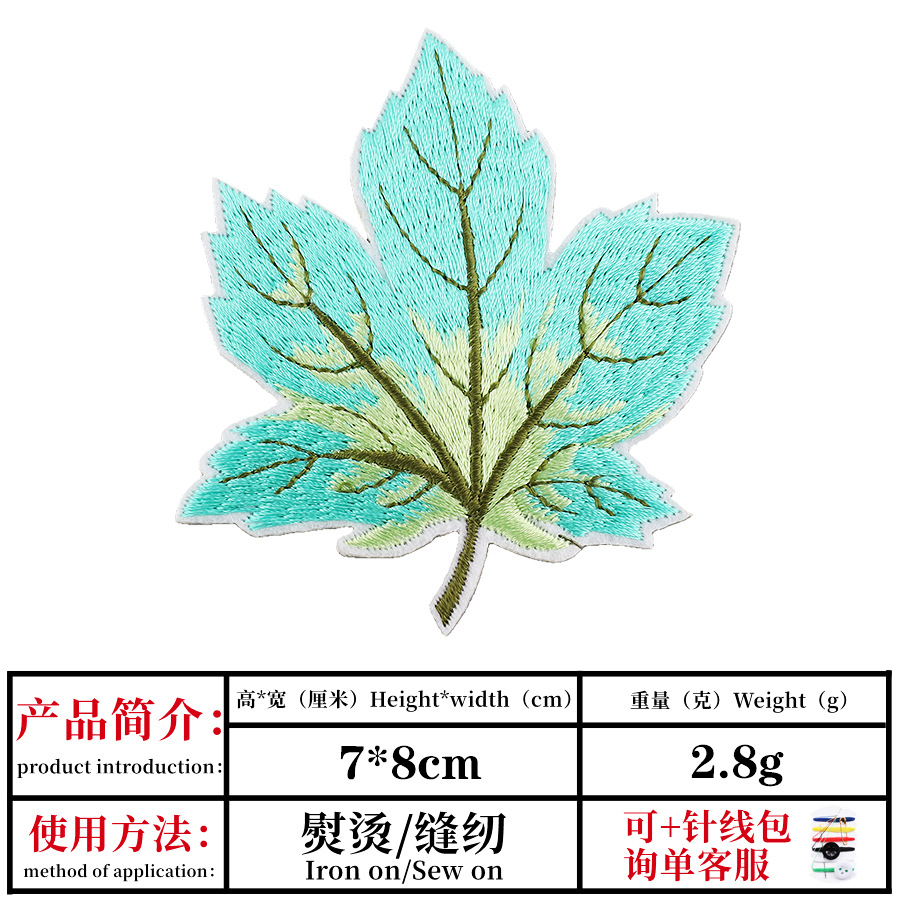 产品简介：
product introduction：
高*宽（厘米）Height*width（cm）
重量（克）Weight（g）
7*8cm
2.8g
使用方法：
method of application：
熨烫/缝纫
Iron on/Sew on
可+针线包
询单客服